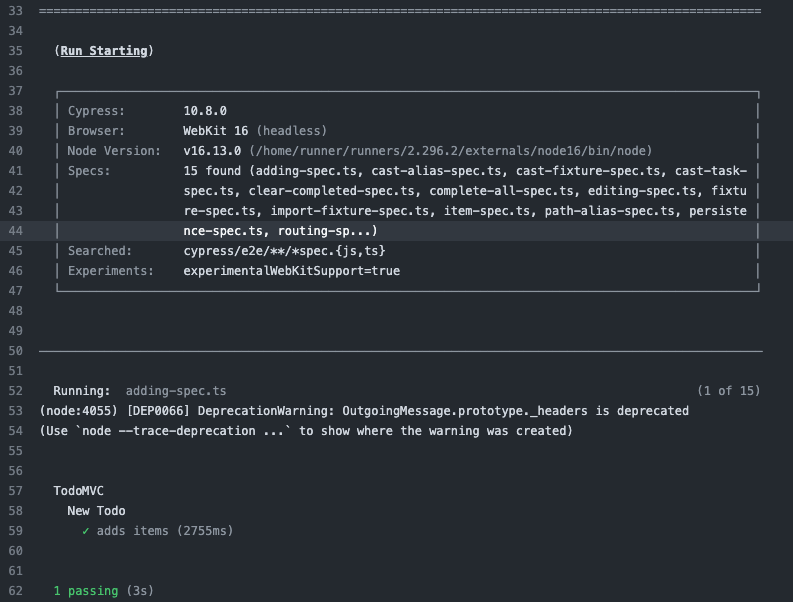 33 ====================================================================================================
34
35 (Run Starting)
36
37
38 Cypress: 10.8.0
39 Browser: WebKit 16 (headless)
40 Node Version: v16.13.0 (/home/runner/runners/2.296.2/externals/node16/bin/node)
41 Specs: 15 found (adding-spec.ts, cast-alias-spec.ts, cast-fixture-spec.ts, cast-task-
42 spec.ts, clear-completed-spec.ts, complete-all-spec.ts, editing-spec.ts, fixtu
43 re-spec.ts, import-fixture-spec.ts, item-spec.ts, path-alias-spec.ts, persiste
44 nce-spec.ts, routing-sp...)
45 Searched: cypress/e2e/**/*spec.{js,ts}
46 Experiments: experimentalWebKitSupport=true
47
48
49
50
51
52 Running: adding-spec.ts (1 of 15)
53 (node:4055) [DEP0066] DeprecationWarning: OutgoingMessage.prototype._headers is deprecated
54 (Use `node --trace-deprecation ...` to show where the warning was created)
55
56
57 TodoMVC
58 New Todo
59 ✓ adds items (2755ms)
60
61
62 1 passing (3s)